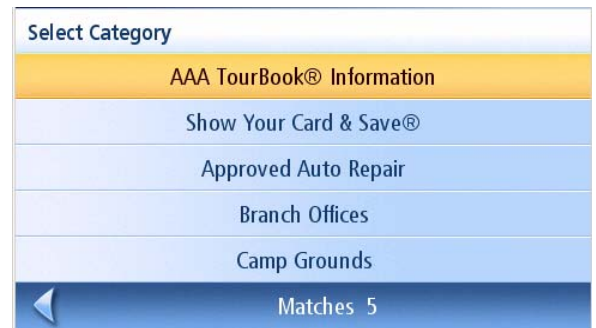 Select Category
AAA TourBook® Information
Show Your Card & Save®
Approved Auto Repair
Branch Offices
Camp Grounds
Matches 5